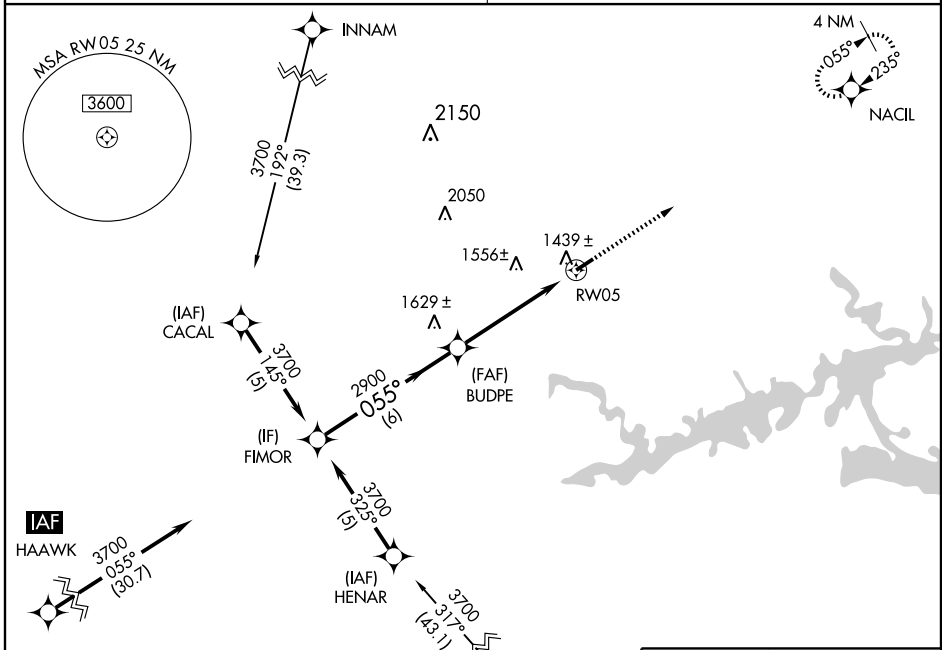 MSA RW05 25 NM
3600
INNAM
4 NM
055°
235°
NACIL
2150
3700
192°
(39.3)
2050
1556±
1439 ±
RW05
1629 ±
(IAF)
CACAL
3700
145°
(5)
2900
055°
(6)
(FAF)
BUDPE
(IF)
FIMOR
3700
325°
(5)
IAF
HAAWK
3700
055°
(30.7)
(IAF)
HENAR
3700
317°
(43.1)